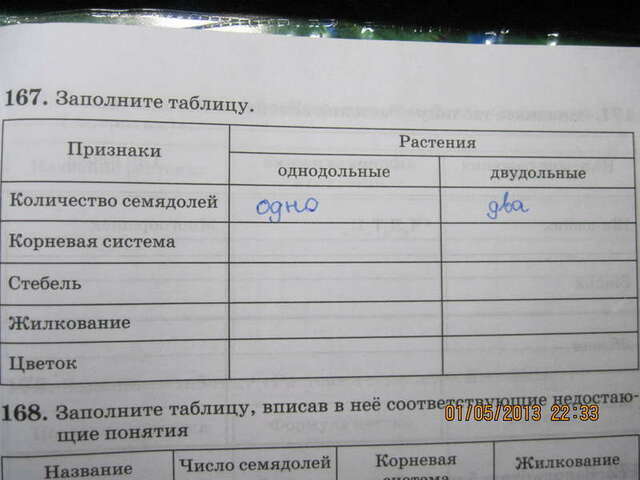 167. Заполните таблицу.
Признаки
Растения
однодольные
двудольные
Количество семядолей
одно
два
Корневая система
Стебель
Жилкование
Цветок
168. Заполните таблицу, вписав в неё соответствующие недостаю-
щие понятия
01/05/2013 22:33
Название
Число семядолей
Корневая
система
Жилкование